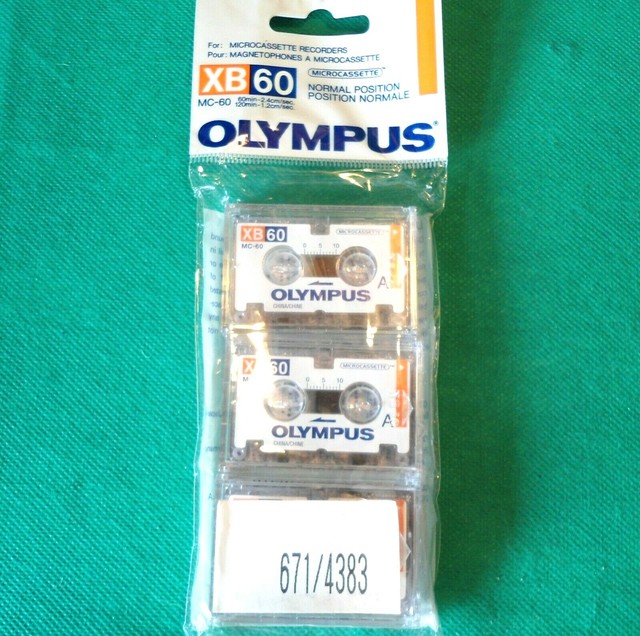 For: MICROCASSETTE RECORDERS
Pour: MAGNETOPHONES A MICROCASSETTE
XB 60
MICROCASSETTE™
MC-60 60min-2.4cm/sec. 120min-1.2cm/sec.
NORMAL POSITION
POSITION NORMALE
OLYMPUS®
XB 60
MICROCASSETTE
MC-60
0 5 10
A
OLYMPUS
CHINA/CHINE
X 60
MICROCASSETTE
M
0 5 10
A
OLYMPUS
CHINA/CHINE
671/4383